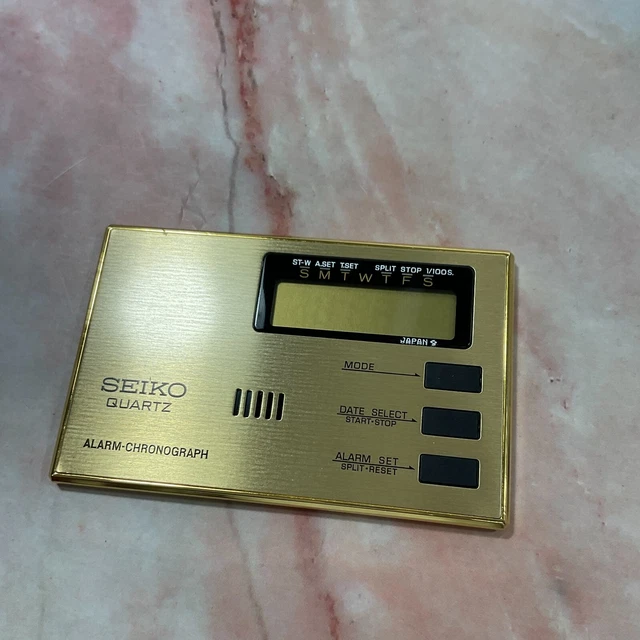 ST-W A.SET T.SET SPLIT STOP 1/100S.
S M T W T F S
JAPAN
MODE
SEIKO
QUARTZ
DATE SELECT
START-STOP
ALARM-CHRONOGRAPH
ALARM SET
SPLIT-RESET